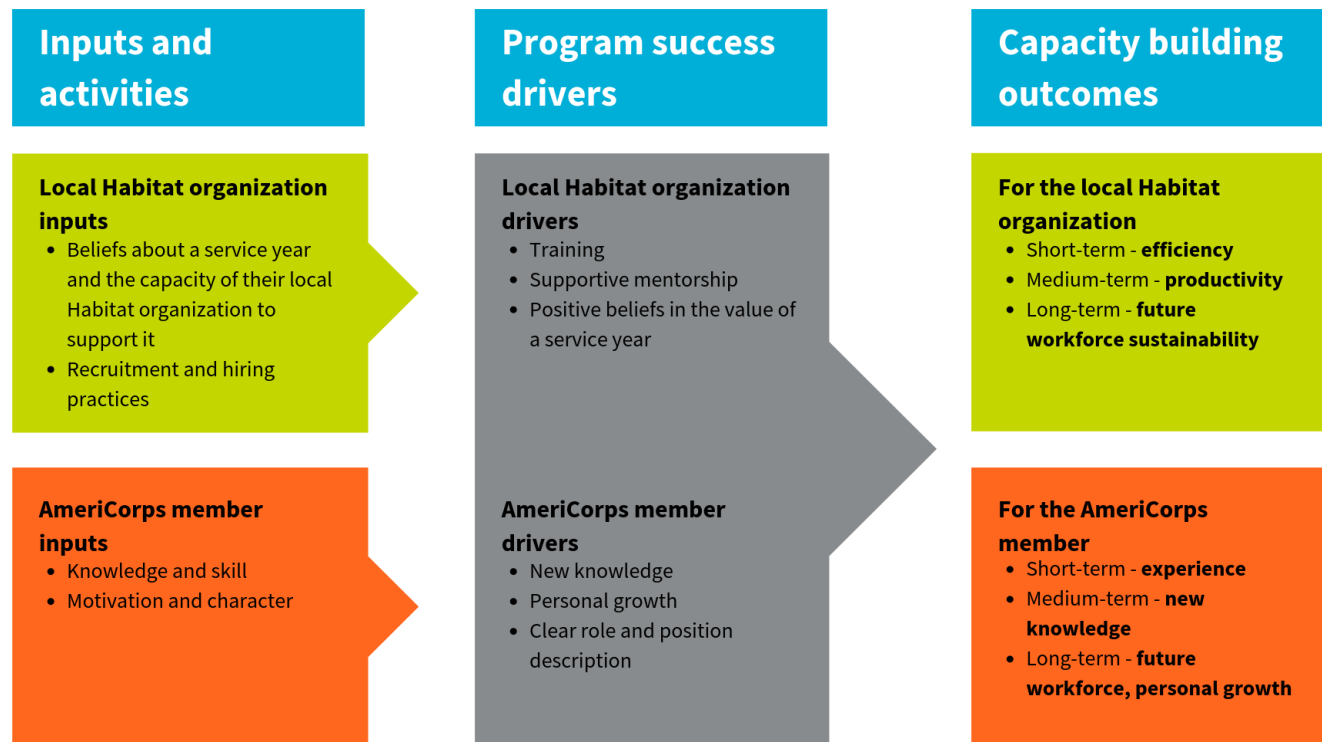 Inputs and
activities
Program success
drivers
Capacity building
outcomes
Local Habitat organization
inputs
• Beliefs about a service year
and the capacity of their local
Habitat organization to
support it
• Recruitment and hiring
practices
AmeriCorps member
inputs
• Knowledge and skill
• Motivation and character
Local Habitat organization
drivers
• Training
• Supportive mentorship
• Positive beliefs in the value of
a service year
AmeriCorps member
drivers
• New knowledge
• Personal growth
• Clear role and position
description
For the local Habitat
organization
• Short-term - efficiency
• Medium-term - productivity
• Long-term - future
workforce sustainability
For the AmeriCorps
member
• Short-term - experience
• Medium-term - new
knowledge
• Long-term - future
workforce, personal growth